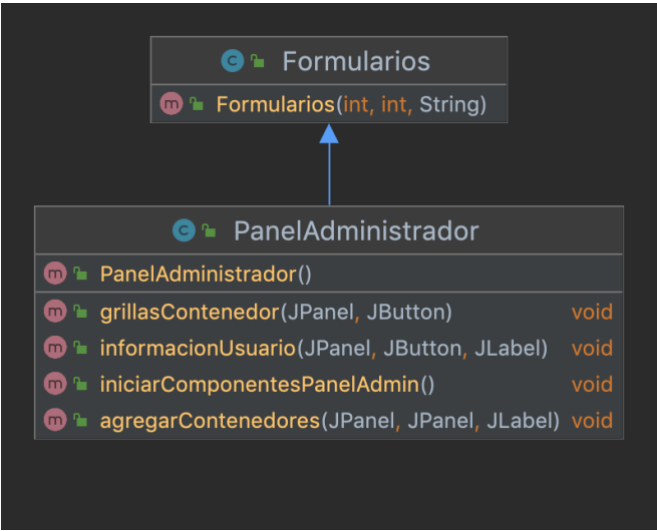 Formularios
Formularios(int, int, String)
PanelAdministrador
PanelAdministrador()
grillasContenedor(JPanel, JButton) void
informacionUsuario(JPanel, JButton, JLabel) void
iniciarComponentesPanelAdmin() void
agregarContenedores(JPanel, JPanel, JLabel) void